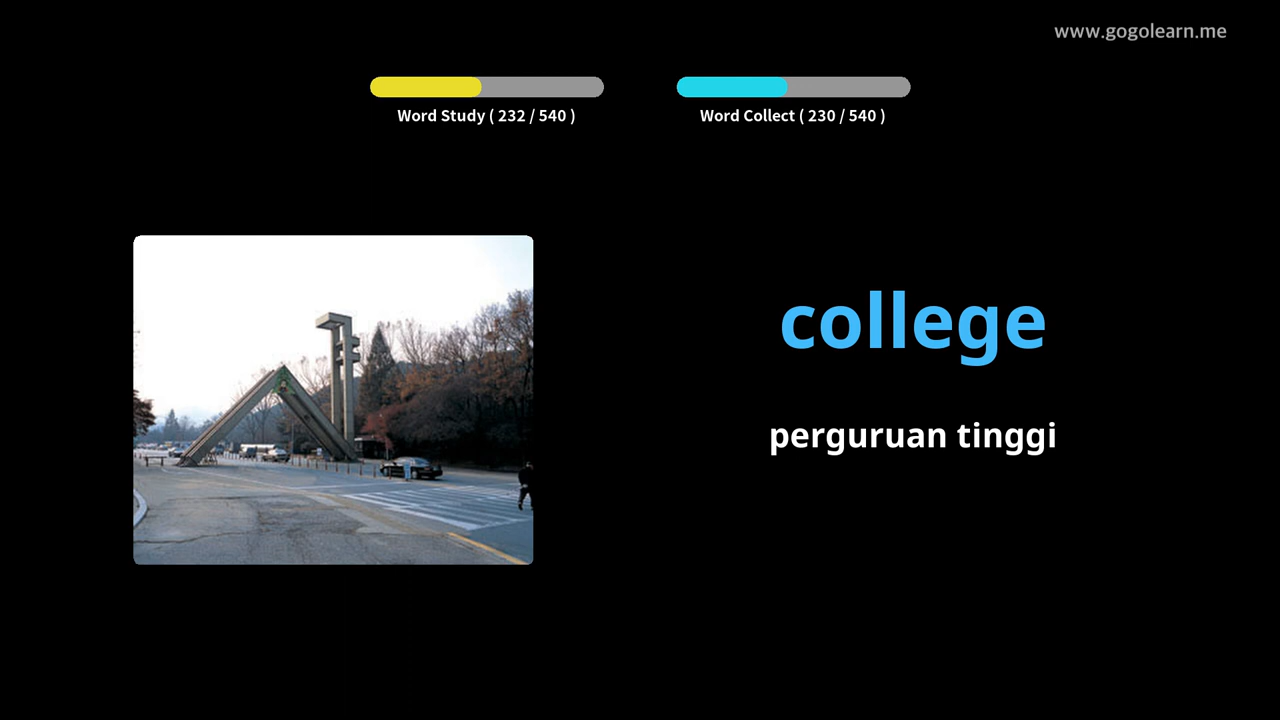 www.gogolearn.me
Word Study ( 232 / 540 )
Word Collect ( 230 / 540 )
college
perguruan tinggi